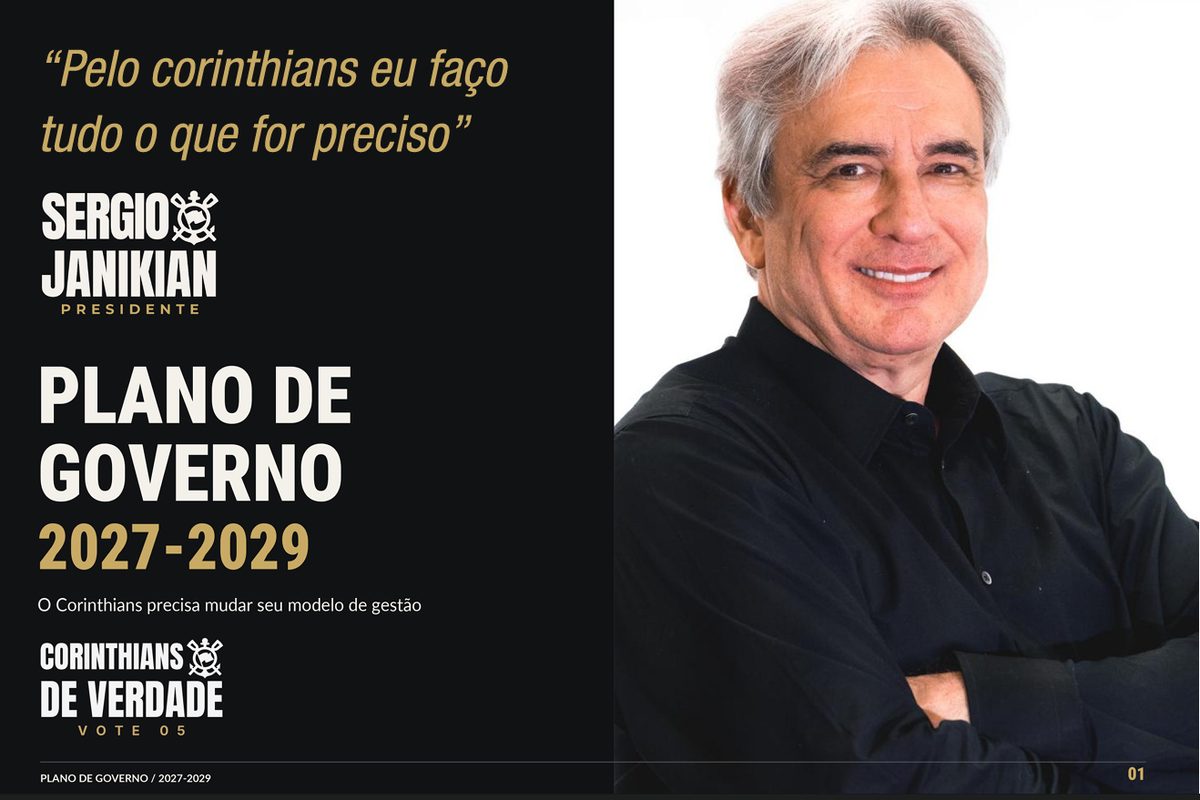 “Pelo corinthians eu faço
tudo o que for preciso”
SERGIO
JANIKIAN
PRESIDENTE
PLANO DE
GOVERNO
2027-2029
O Corinthians precisa mudar seu modelo de gestão
CORINTHIANS
DE VERDADE
VOTE 05
PLANO DE GOVERNO / 2027-2029
01